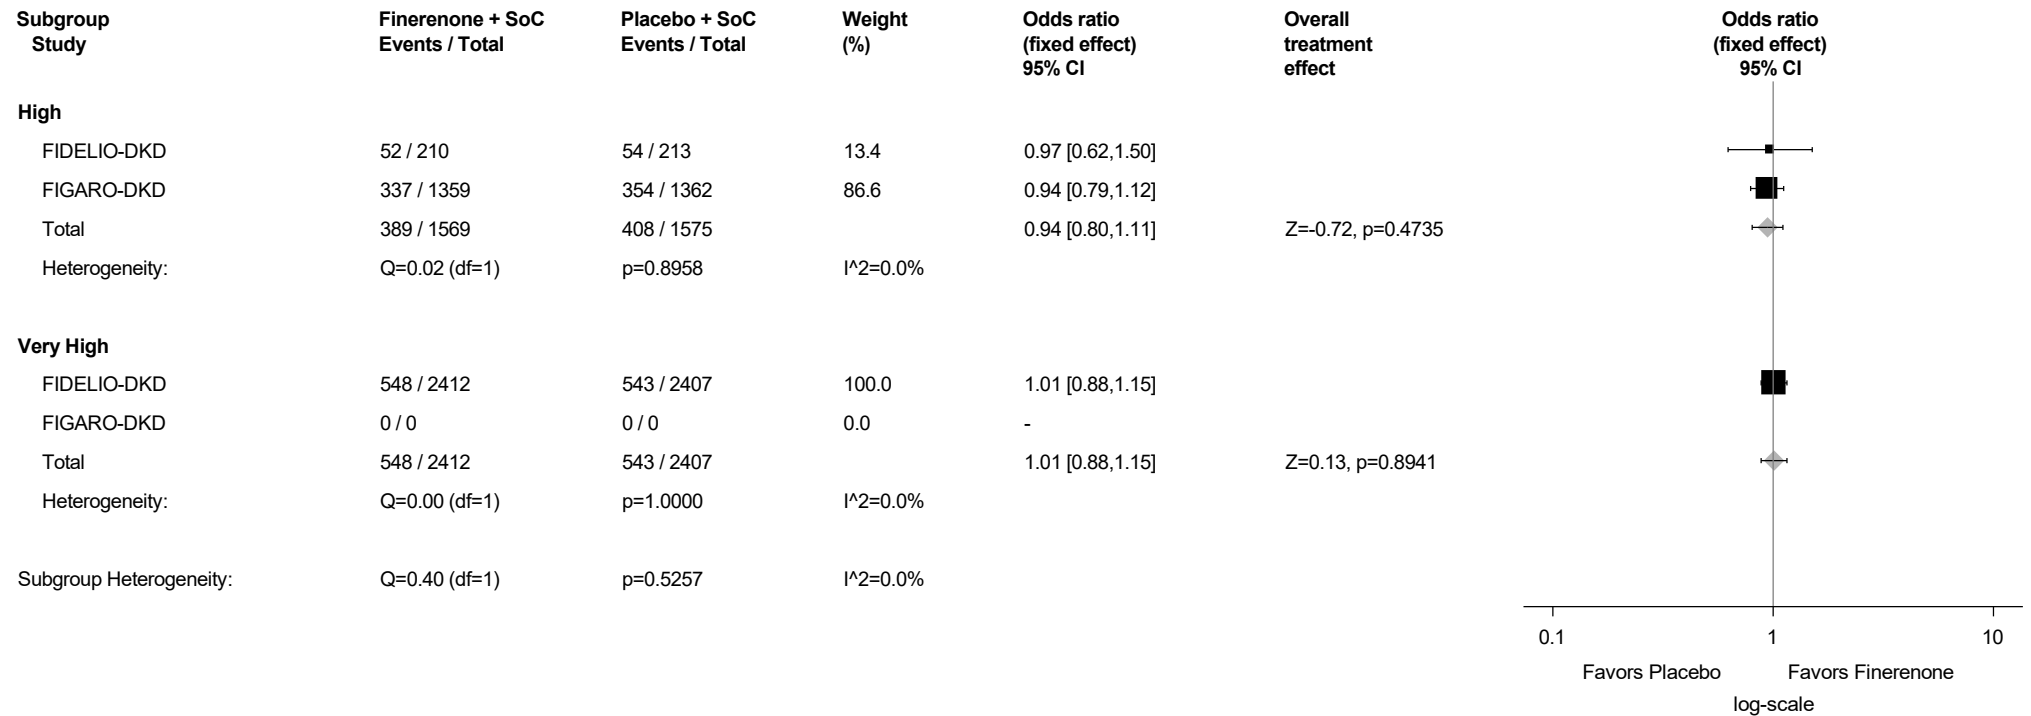 Subgroup Finerenone + SoC Placebo + SoC Weight Odds ratio Overall Odds ratio
Study Events / Total Events / Total (%) (fixed effect) treatment (fixed effect)
95% CI effect 95% CI
High
FIDELIO-DKD 52 / 210 54 / 213 13.4 0.97 [0.62,1.50]
FIGARO-DKD 337 / 1359 354 / 1362 86.6 0.94 [0.79,1.12]
Total 389 / 1569 408 / 1575 0.94 [0.80,1.11] Z=-0.72, p=0.4735
Heterogeneity: Q=0.02 (df=1) p=0.8958 I^2=0.0%
Very High
FIDELIO-DKD 548 / 2412 543 / 2407 100.0 1.01 [0.88,1.15]
FIGARO-DKD 0 / 0 0 / 0 0.0 -
Total 548 / 2412 543 / 2407 1.01 [0.88,1.15] Z=0.13, p=0.8941
Heterogeneity: Q=0.00 (df=1) p=1.0000 I^2=0.0%
Subgroup Heterogeneity: Q=0.40 (df=1) p=0.5257 I^2=0.0%
0.1 1 10
Favors Placebo Favors Finerenone
log-scale